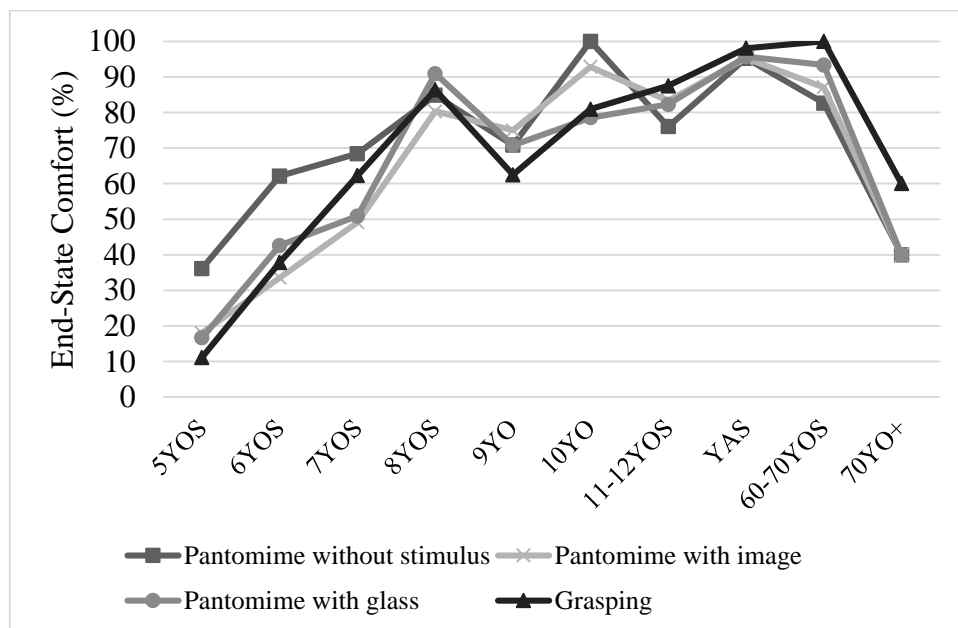 End-State Comfort (%)
100
90
80
70
60
50
40
30
20
10
0
5YOS
6YOS
7YOS
8YOS
9YO
10YO
11-12YOS
YAS
60-70YOS
70YO+
Pantomime without stimulus
Pantomime with image
Pantomime with glass
Grasping